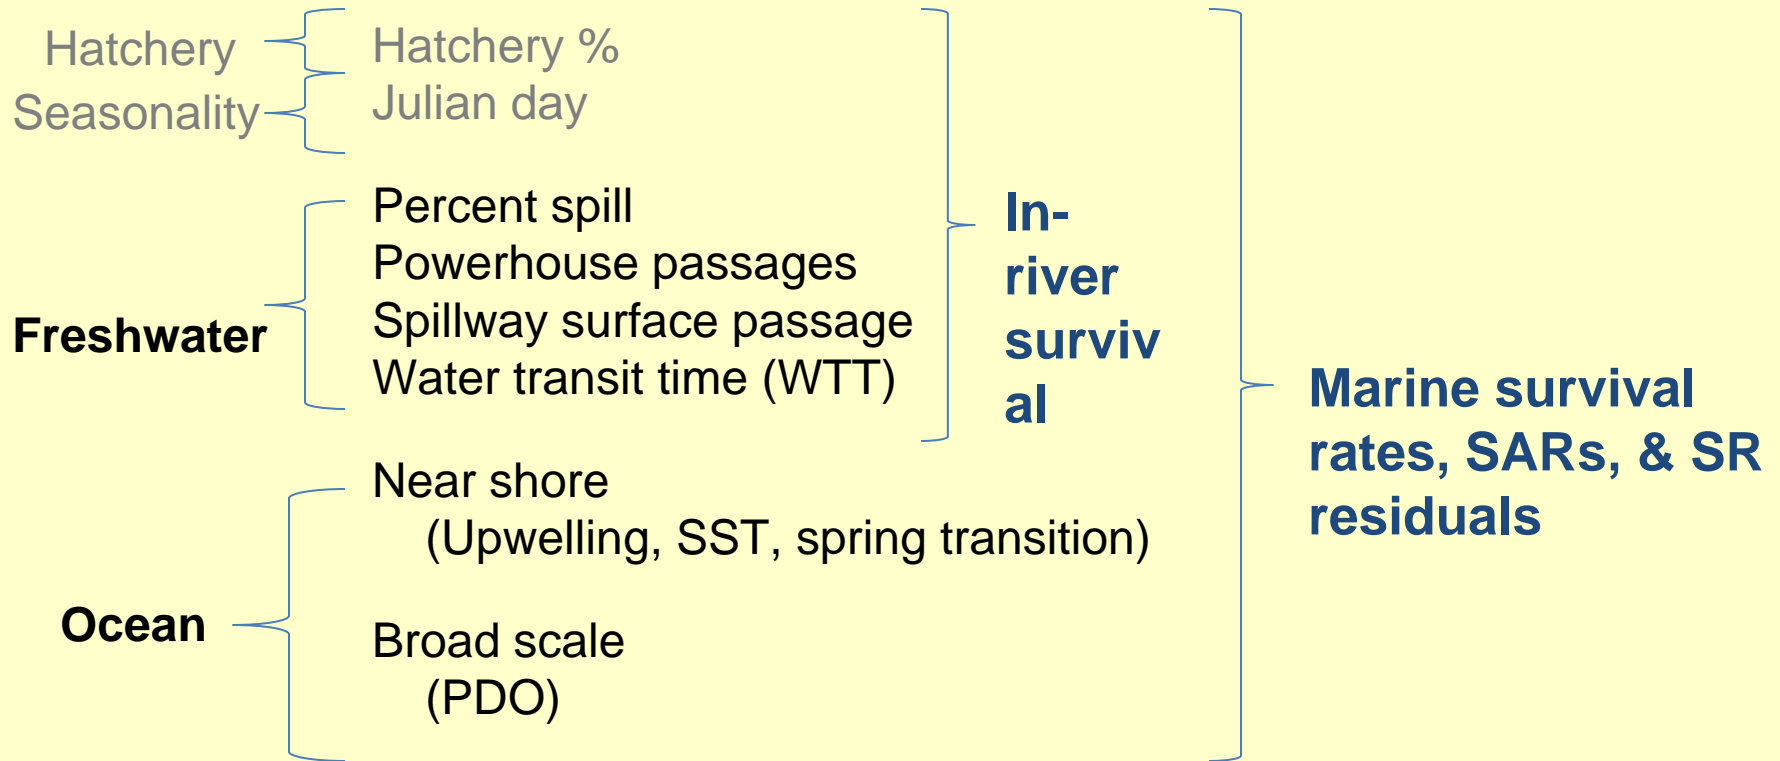 Hatchery
Seasonality
Hatchery %
Julian day
Freshwater
Percent spill
Powerhouse passages
Spillway surface passage
Water transit time (WTT)
Ocean
Near shore
(Upwelling, SST, spring transition)
Broad scale
(PDO)
In-
river
surviv
al
Marine survival
rates, SARs, & SR
residuals